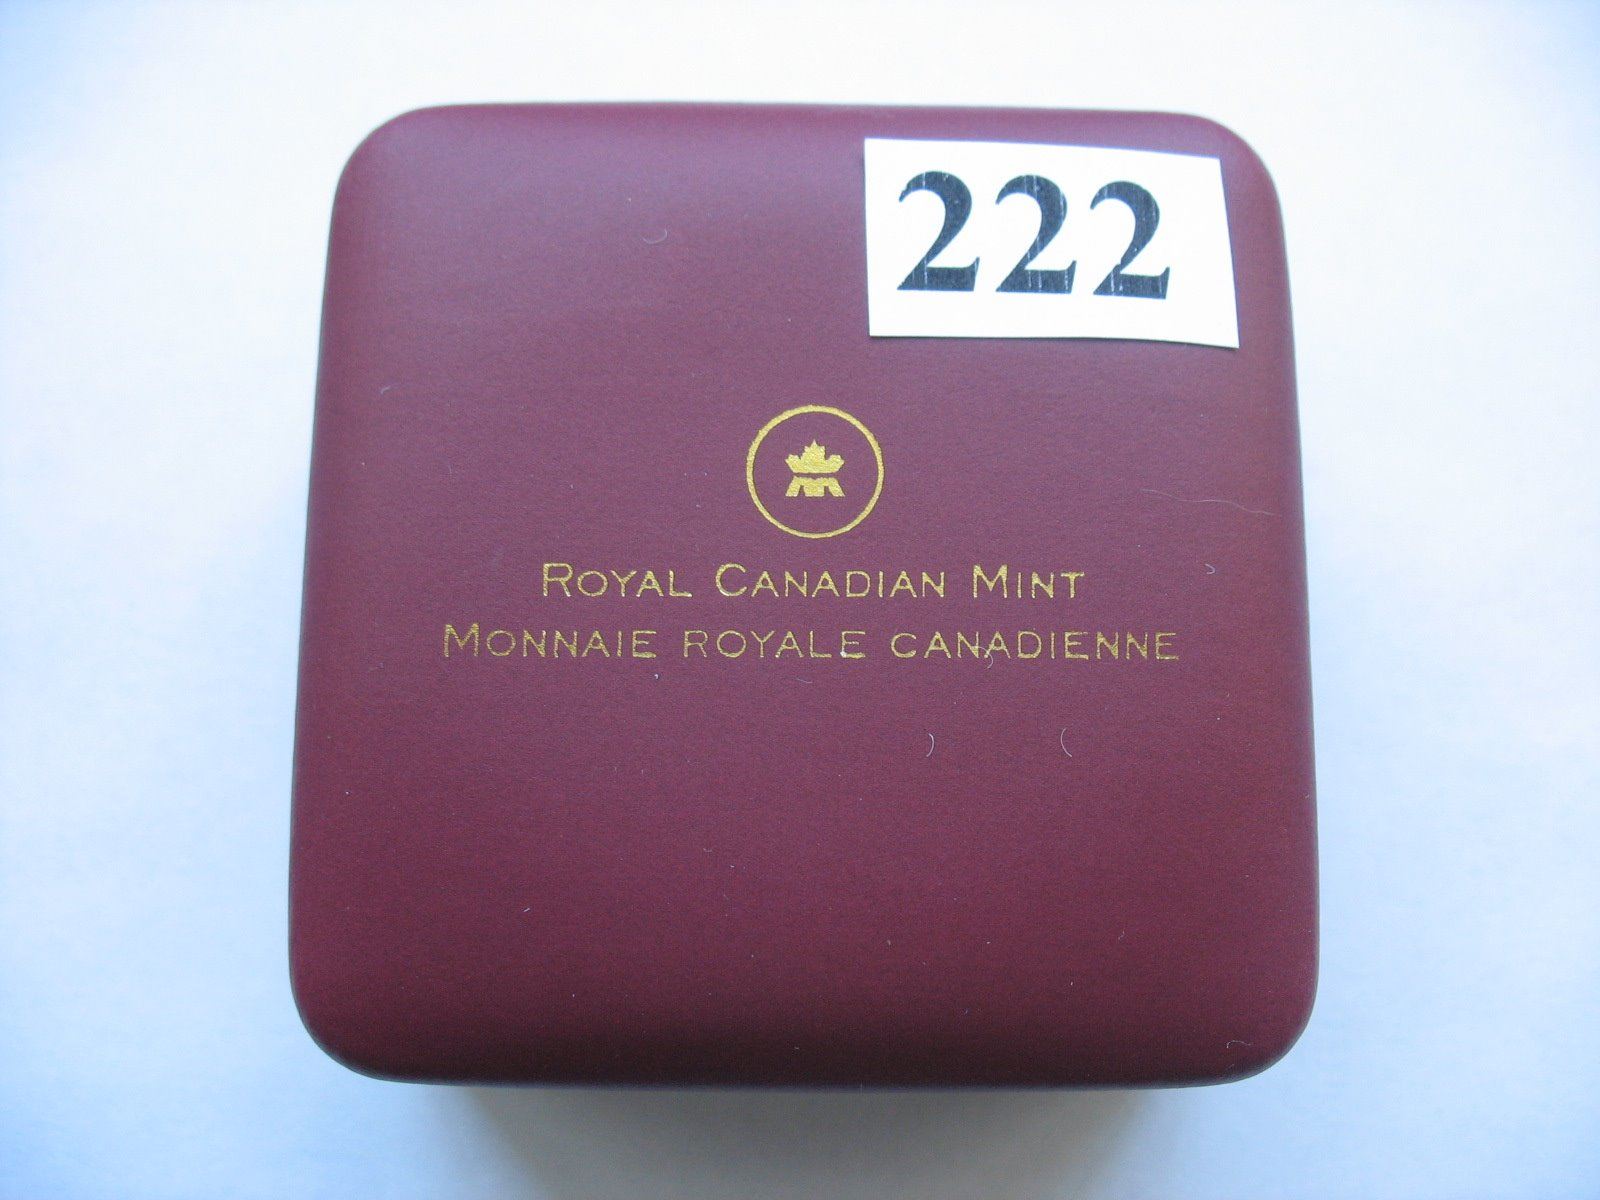 222
ROYAL CANADIAN MINT
MONNAIE ROYALE CANADIENNE